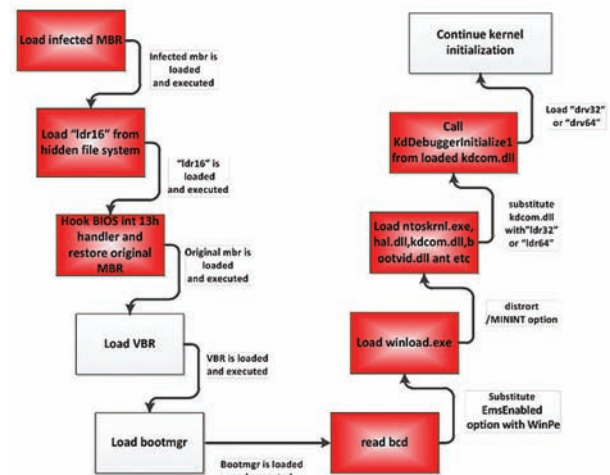 Load infected MBR
Infected mbr is
loaded
and executed
Load "ldr16" from
hidden file system
"ldr16" is
loaded
and executed
Hook BIOS int 13h
handler and
restore original
MBR
Original mbr is
loaded
and executed
Load VBR
VBR is loaded
and executed
Load bootmgr
Bootmgr is loaded
read bcd
Substitute
EmsEnabled
option with WinPe
Load winload.exe
distrort
/MININT option
Load ntoskrnl.exe,
hal.dll,kdcom.dll,b
ootvid.dll ant etc
substitute
kdcom.dll
with"ldr32"
or "ldr64"
Call
KdDebuggerInitialize1
from loaded kdcom.dll
Load "drv32"
or "drv64"
Continue kernel
initialization